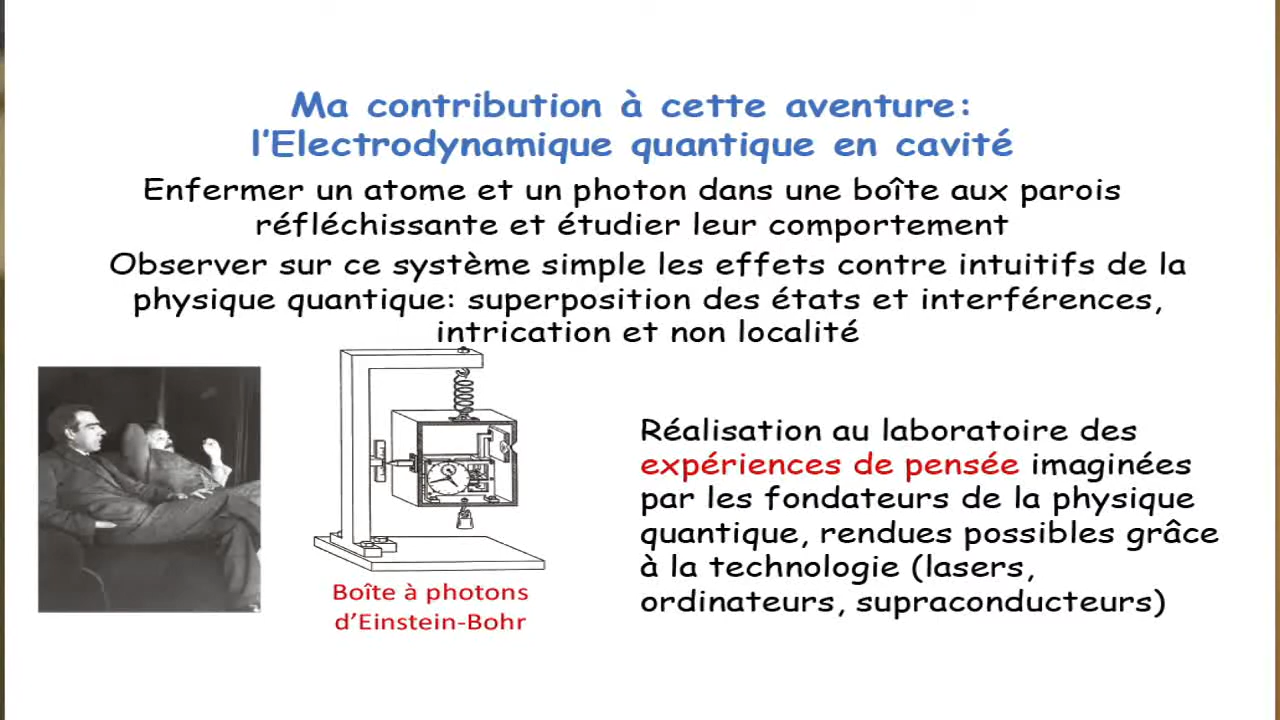 Ma contribution à cette aventure:
l'Electrodynamique quantique en cavité
Enfermer un atome et un photon dans une boîte aux parois
réfléchissante et étudier leur comportement
Observer sur ce système simple les effets contre intuitifs de la
physique quantique: superposition des états et interférences,
intrication et non localité
Réalisation au laboratoire des
expériences de pensée imaginées
par les fondateurs de la physique
quantique, rendues possibles grâce
à la technologie (lasers,
ordinateurs, supraconducteurs)
Boîte à photons
d'Einstein-Bohr